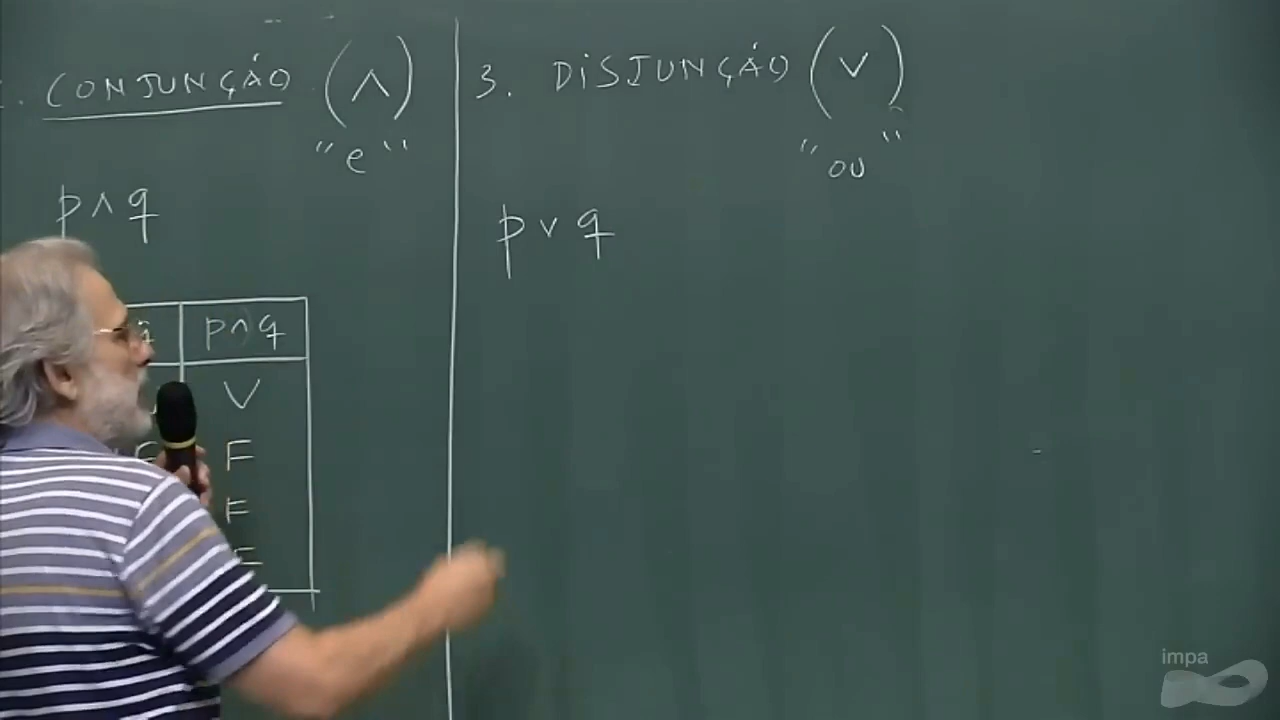 . CONJUNÇÃO (∧)
"e"
p ∧ q
q p∧q
V
F F
F
F
3. DISJUNÇÃO (∨)
"ou"
p ∨ q
impa